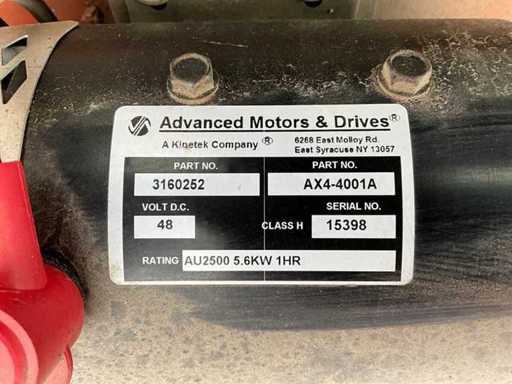 Advanced Motors & Drives®
A Kinetek Company ®
6268 East Molloy Rd.
East Syracuse NY 13057
PART NO. PART NO.
3160252 AX4-4001A
VOLT D.C. SERIAL NO.
48 CLASS H 15398
RATING AU2500 5.6KW 1HR